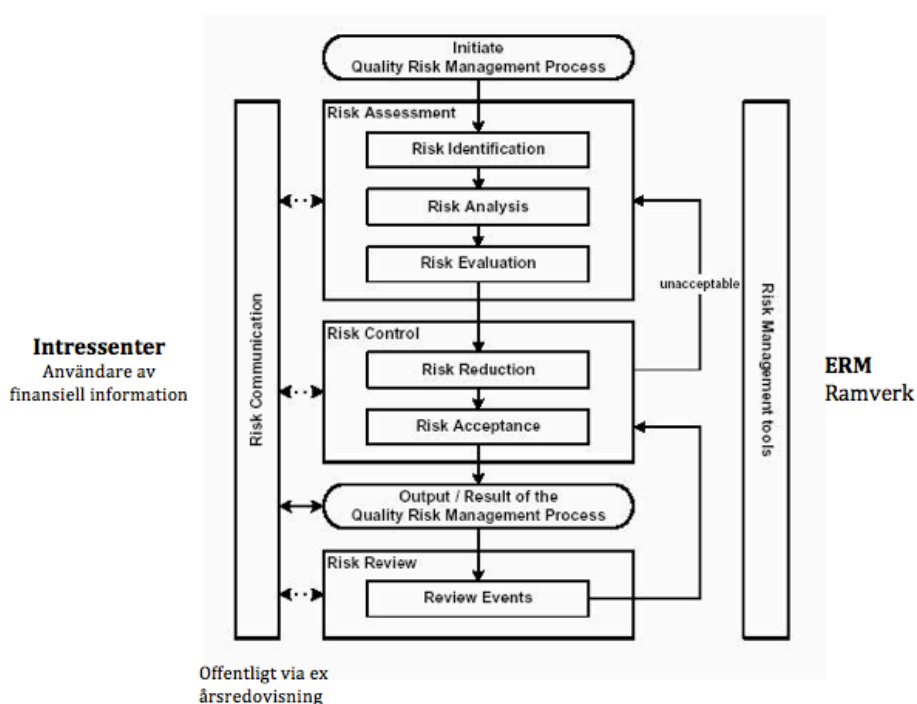 Initiate
Quality Risk Management Process
Risk Assessment
Risk Identification
Risk Analysis
Risk Evaluation
unacceptable
Risk Control
Risk Reduction
Risk Acceptance
Output / Result of the
Quality Risk Management Process
Risk Review
Review Events
Risk Communication
Risk Management tools
Intressenter
Användare av
finansiell information
ERM
Ramverk
Offentligt via ex
årsredovisning